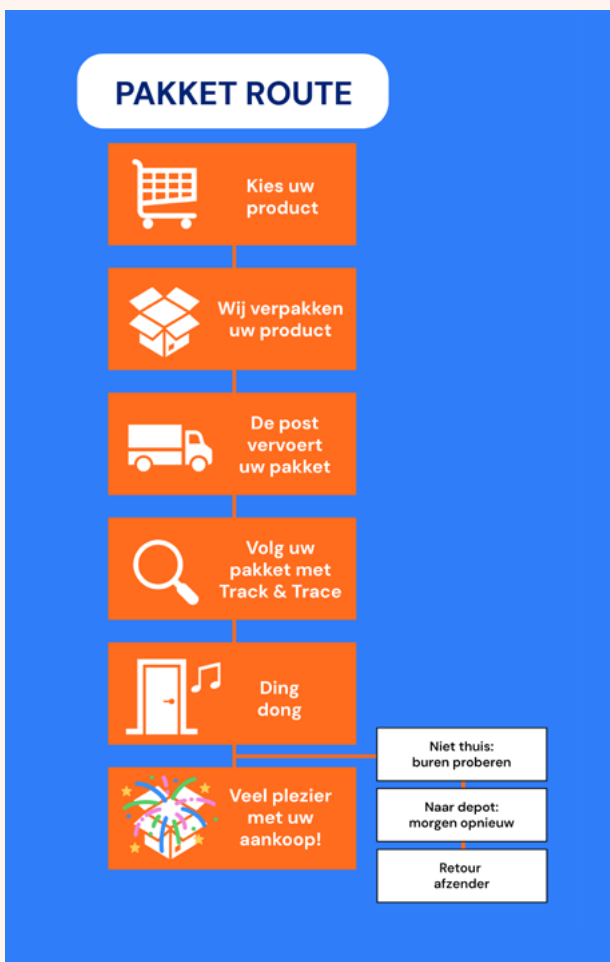 PAKKET ROUTE
Kies uw
product
Wij verpakken
uw product
De post
vervoert
uw pakket
Volg uw
pakket met
Track & Trace
Ding
dong
Niet thuis:
buren proberen
Naar depot:
morgen opnieuw
Retour
afzender
Veel plezier
met uw
aankoop!